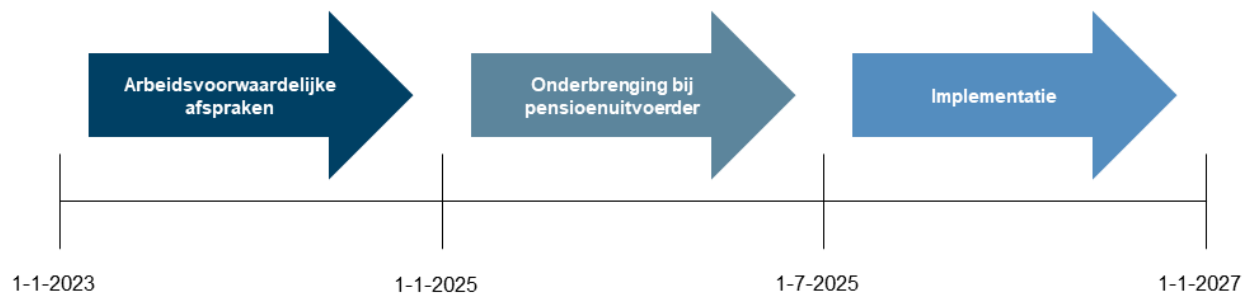 Arbeidsvoorwaardelijke
afspraken
Onderbrenging bij
pensioenuitvoerder
Implementatie
1-1-2023
1-1-2025
1-7-2025
1-1-2027